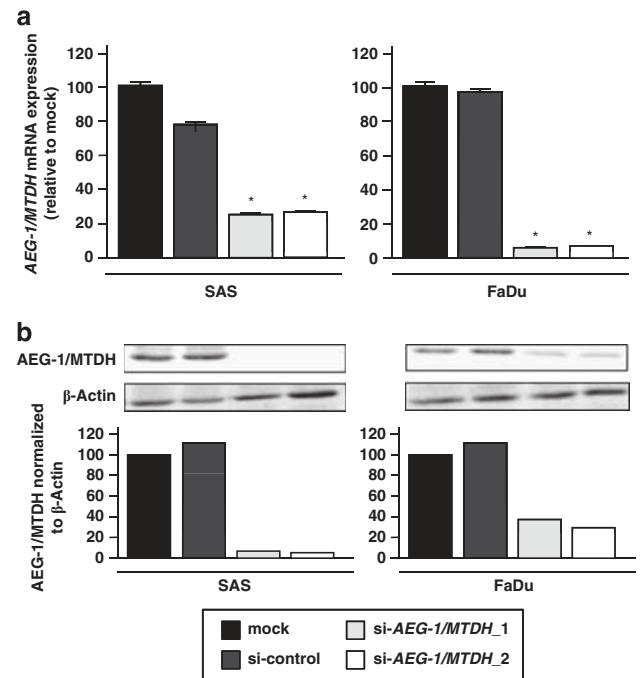 a
AEG-1/MTDH mRNA expression
(relative to mock)
120
100
80
60
40
20
0
* *
SAS
120
100
80
60
40
20
0
* *
FaDu
b
AEG-1/MTDH
β-Actin
AEG-1/MTDH normalized
to β-Actin
120
100
80
60
40
20
0
SAS
120
100
80
60
40
20
0
FaDu
mock
si-control
si-AEG-1/MTDH_1
si-AEG-1/MTDH_2